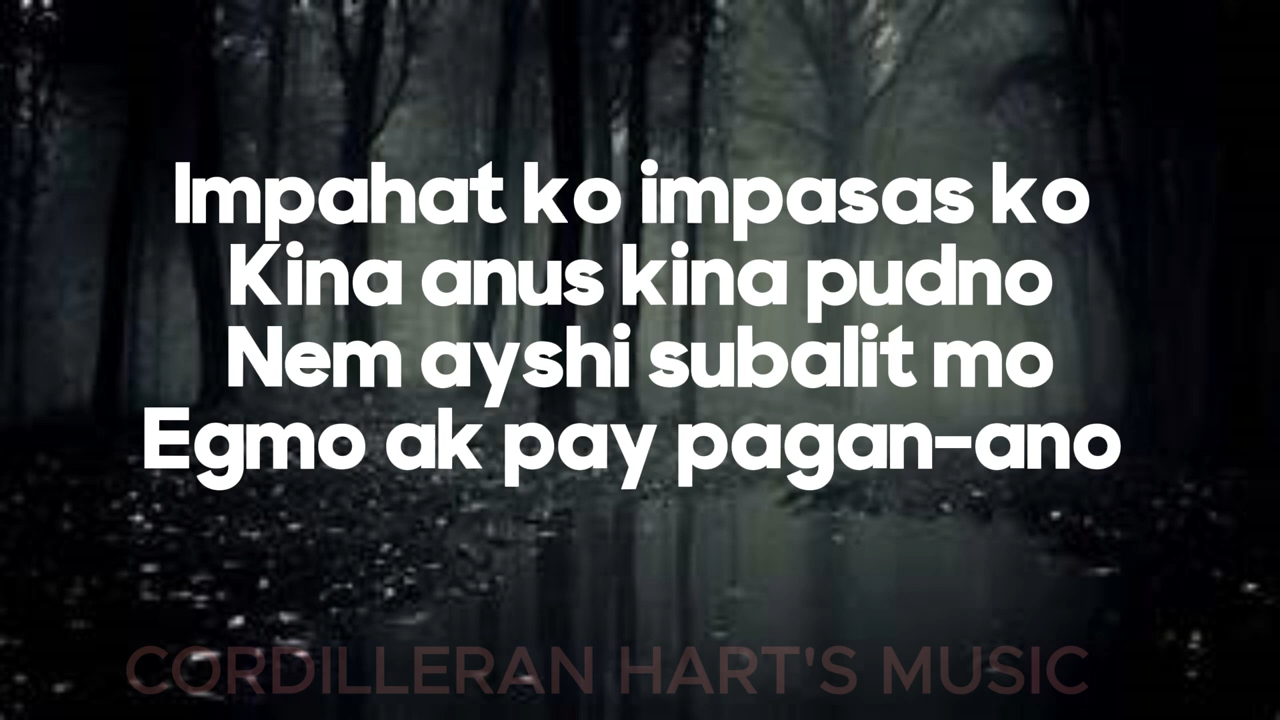 Impahat ko impasas ko
Kina anus kina pudno
Nem ayshi subalit mo
Egmo ak pay pagan-ano
CORDILLERAN HART'S MUSIC